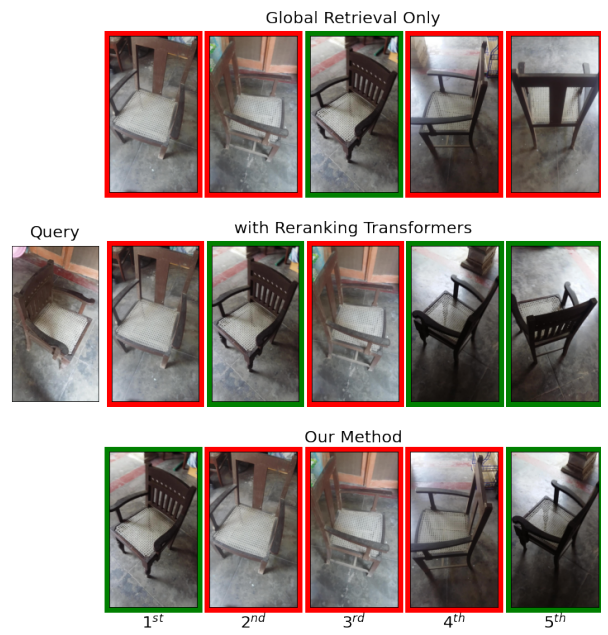 Global Retrieval Only
Query
with Reranking Transformers
Our Method
1st 2nd 3rd 4th 5th